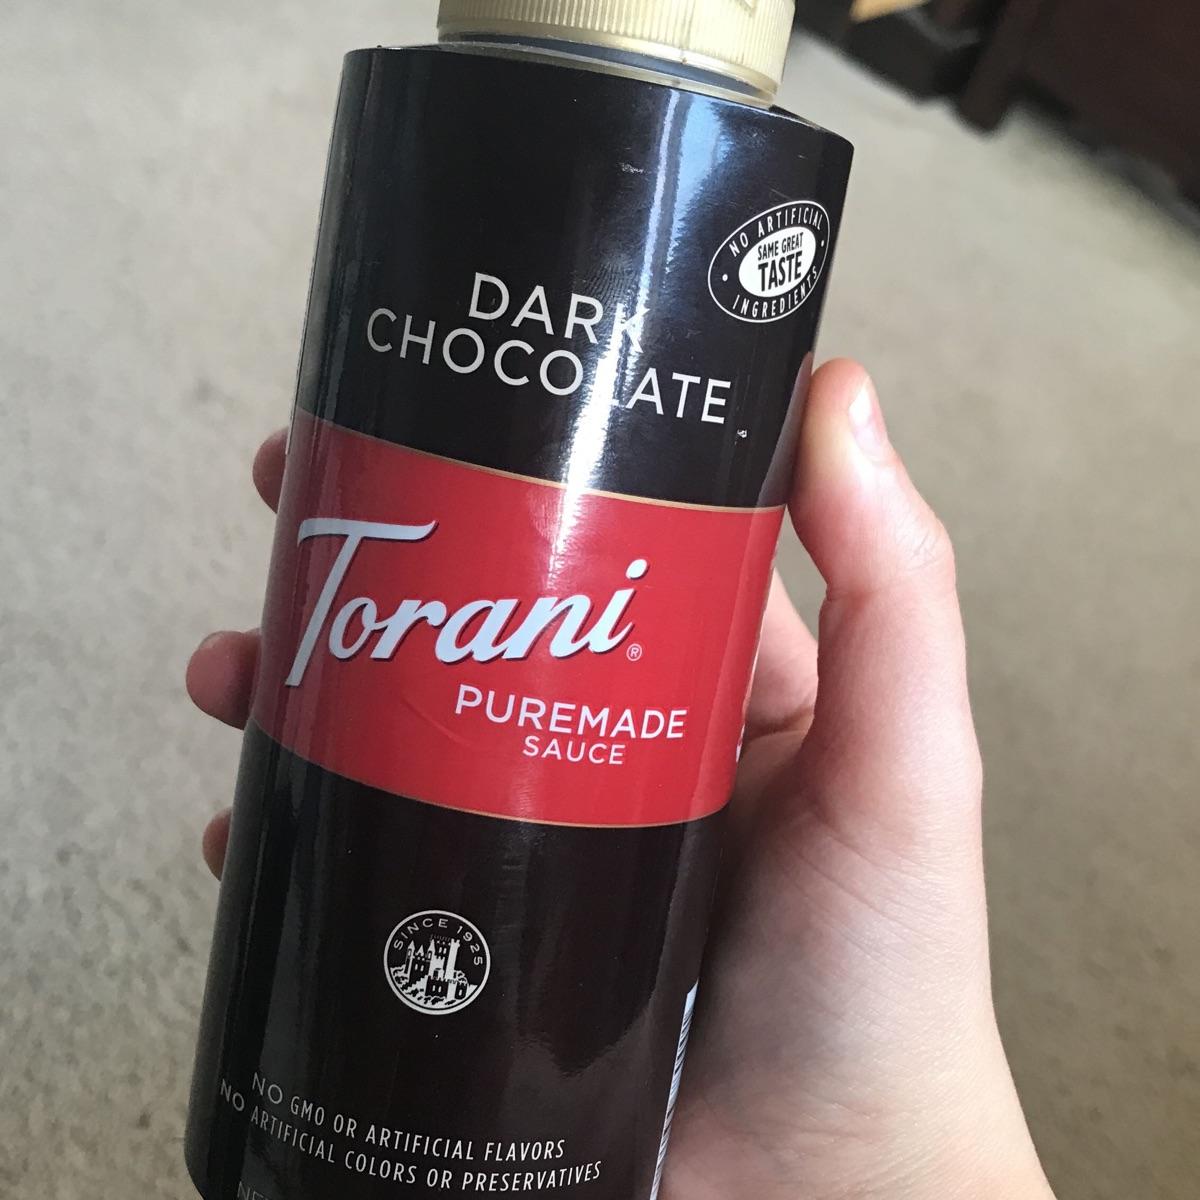 NO ARTIFICIAL
SAME GREAT
TASTE
INGREDIENTS
DARK
CHOCOLATE
Torani®
PUREMADE
SAUCE
SINCE 1925
NO GMO OR ARTIFICIAL FLAVORS
NO ARTIFICIAL COLORS OR PRESERVATIVES